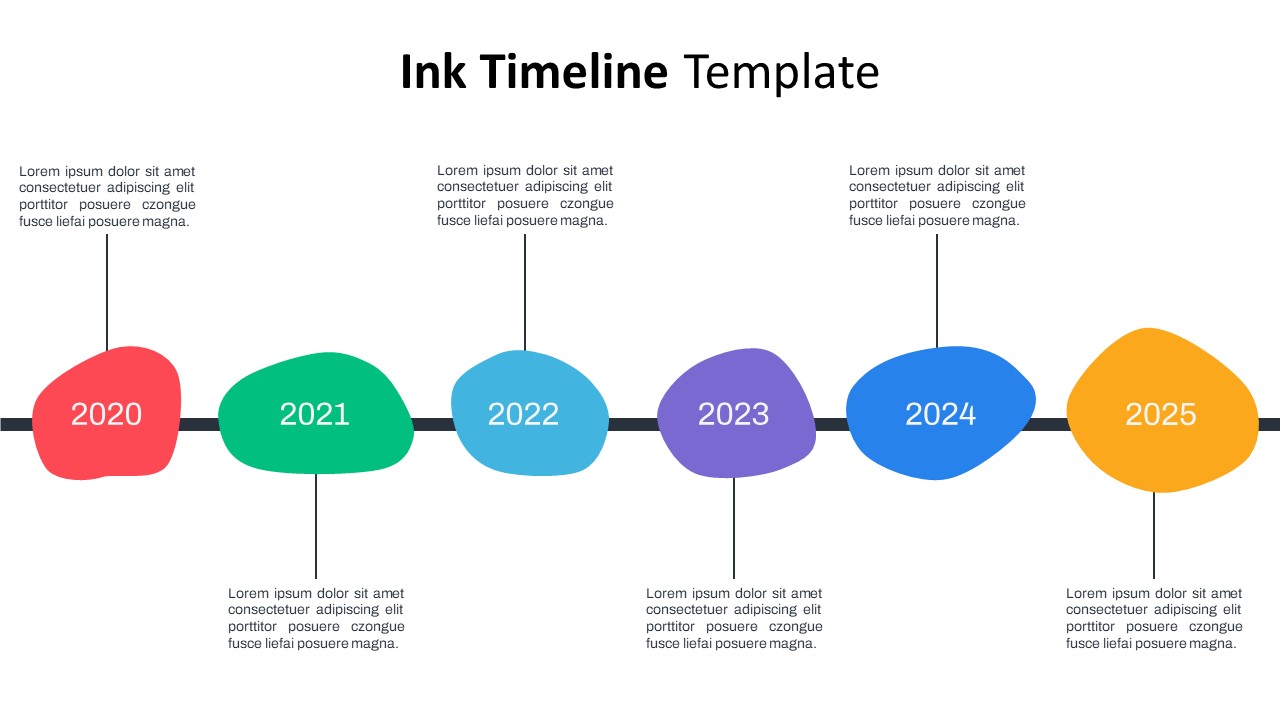 Ink Timeline Template
Lorem ipsum dolor sit amet
consectetuer adipiscing elit
porttitor posuere czongue
fusce liefai posuere magna.
Lorem ipsum dolor sit amet
consectetuer adipiscing elit
porttitor posuere czongue
fusce liefai posuere magna.
Lorem ipsum dolor sit amet
consectetuer adipiscing elit
porttitor posuere czongue
fusce liefai posuere magna.
2020
2021
2022
2023
2024
2025
Lorem ipsum dolor sit amet
consectetuer adipiscing elit
porttitor posuere czongue
fusce liefai posuere magna.
Lorem ipsum dolor sit amet
consectetuer adipiscing elit
porttitor posuere czongue
fusce liefai posuere magna.
Lorem ipsum dolor sit amet
consectetuer adipiscing elit
porttitor posuere czongue
fusce liefai posuere magna.